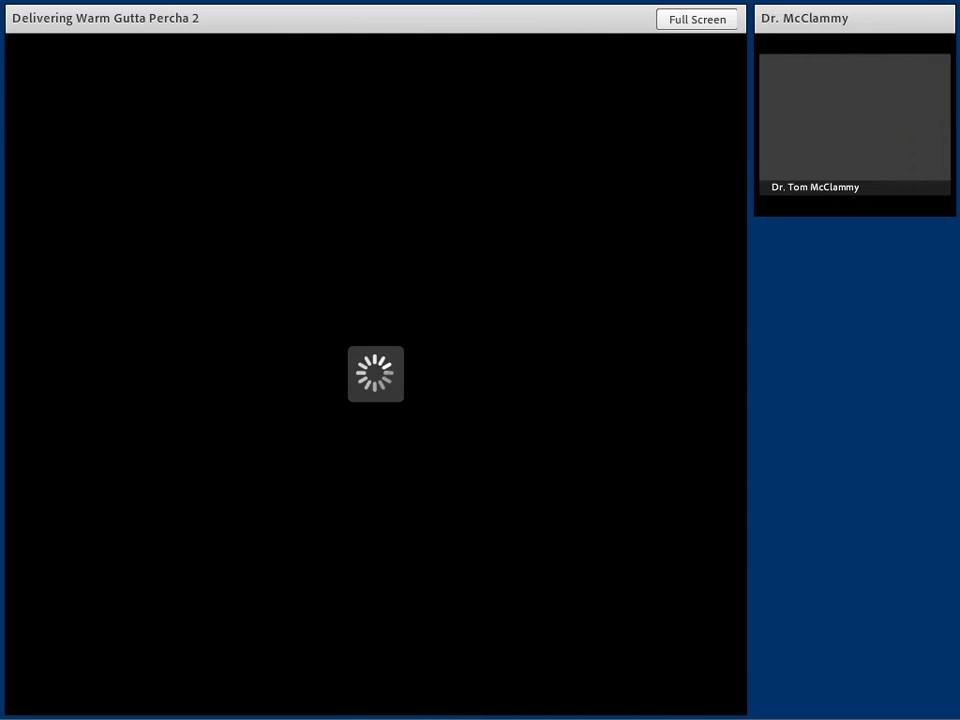 Delivering Warm Gutta Percha 2
Full Screen
Dr. McClammy
Dr. Tom McClammy